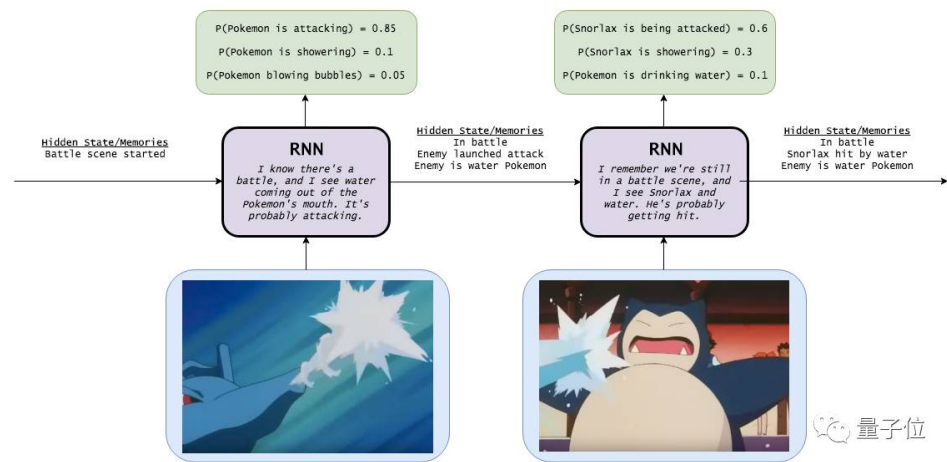 P(Pokemon is attacking) = 0.85
P(Pokemon is showering) = 0.1
P(Pokemon blowing bubbles) = 0.05
P(Snorlax is being attacked) = 0.6
P(Snorlax is showering) = 0.3
P(Pokemon is drinking water) = 0.1
Hidden State/Memories
Battle scene started
RNN
I know there's a
battle, and I see water
coming out of the
Pokemon's mouth. It's
probably attacking.
Hidden State/Memories
In battle
Enemy launched attack
Enemy is water Pokemon
RNN
I remember we're still
in a battle scene, and
I see Snorlax and
water. He's probably
getting hit.
Hidden State/Memories
In battle
Snorlax hit by water
Enemy is water Pokemon
量子位